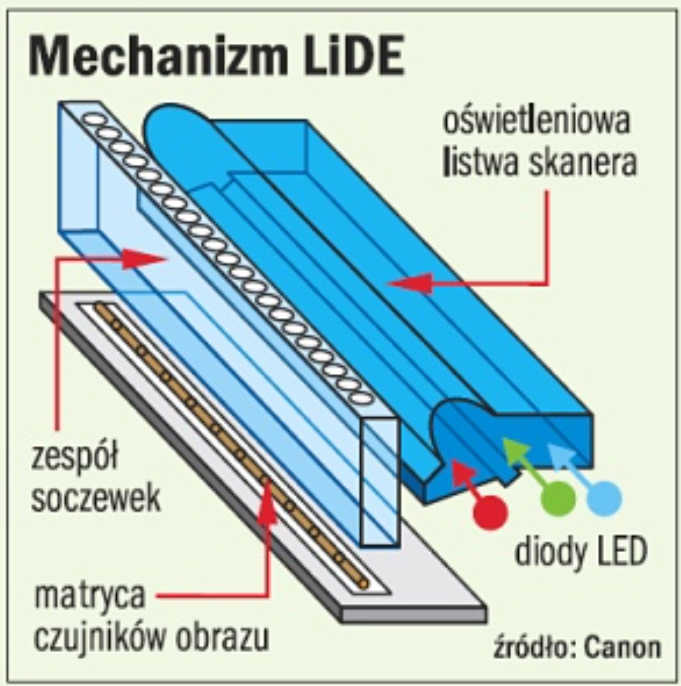 Mechanizm LiDE
oświetleniowa
listwa skanera
zespół
soczewek
diody LED
matryca
czujników obrazu
źródło: Canon